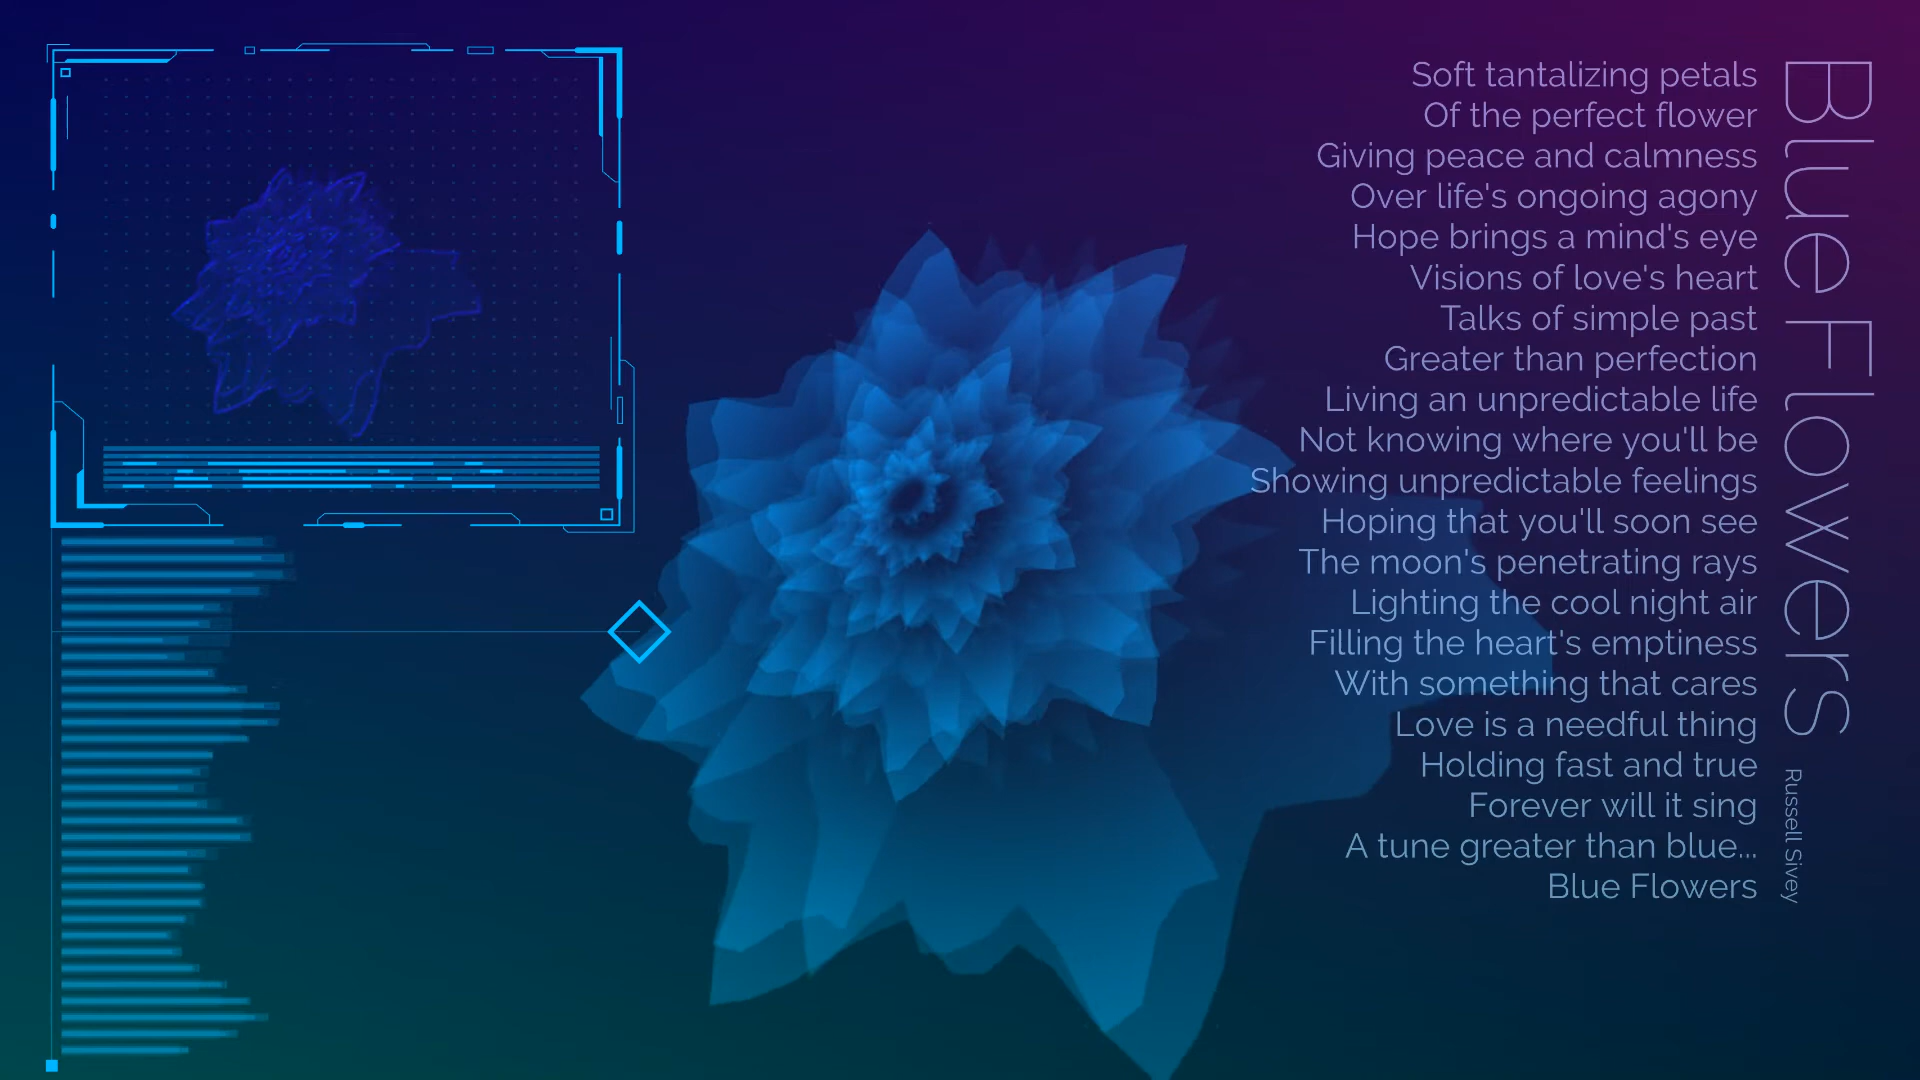 Blue Flowers
Russell Sivey
Soft tantalizing petals
Of the perfect flower
Giving peace and calmness
Over life's ongoing agony
Hope brings a mind's eye
Visions of love's heart
Talks of simple past
Greater than perfection
Living an unpredictable life
Not knowing where you'll be
Showing unpredictable feelings
Hoping that you'll soon see
The moon's penetrating rays
Lighting the cool night air
Filling the heart's emptiness
With something that cares
Love is a needful thing
Holding fast and true
Forever will it sing
A tune greater than blue...
Blue Flowers